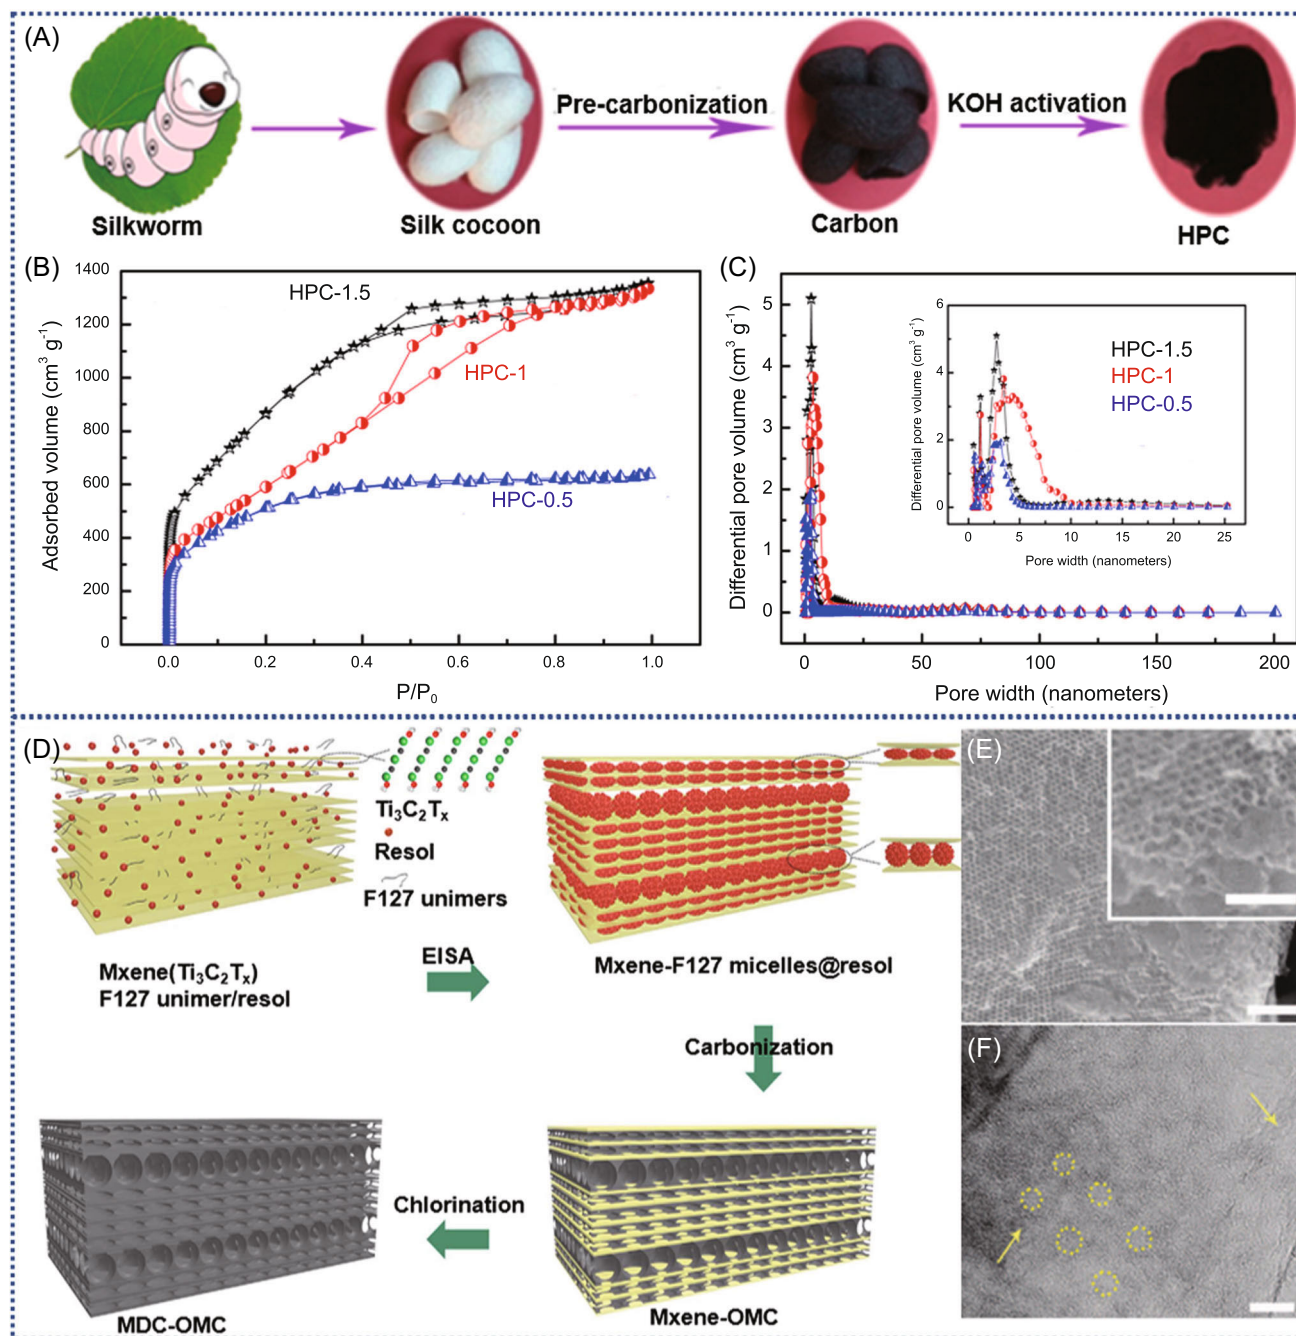 (A)
Pre-carbonization
KOH activation
Silkworm
Silk cocoon
Carbon
HPC
(B)
1400
1200
1000
800
600
400
200
0
Adsorbed volume (cm³ g⁻¹)
HPC-1.5
HPC-1
HPC-0.5
0.0 0.2 0.4 0.6 0.8 1.0
P/P₀
(C)
5
4
3
2
1
0
Differential pore volume (cm³ g⁻¹)
0 50 100 150 200
Pore width (nanometers)
6
4
2
0
Differential pore volume (cm³ g⁻¹)
HPC-1.5
HPC-1
HPC-0.5
0 5 10 15 20 25
Pore width (nanometers)
(D)
Ti₃C₂Tₓ
Resol
F127 unimers
Mxene(Ti₃C₂Tₓ)
F127 unimer/resol
EISA
Mxene-F127 micelles@resol
Carbonization
Chlorination
MDC-OMC
Mxene-OMC
(E)
(F)